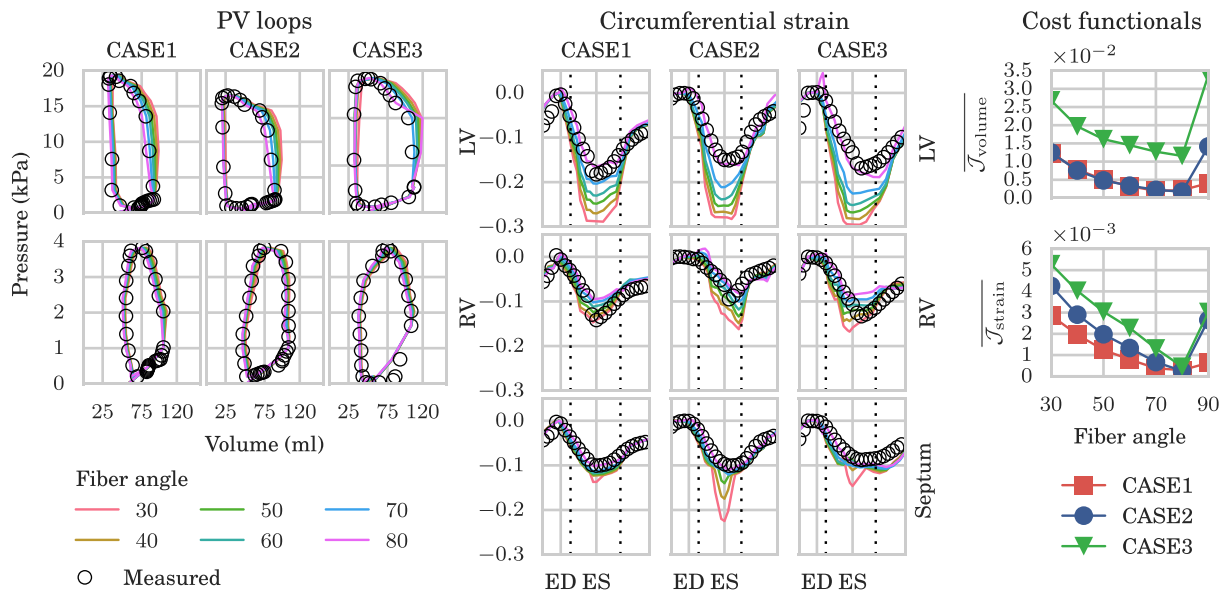 PV loops
CASE1 CASE2 CASE3
20
15
10
5
0
4
3
2
1
0
Pressure (kPa)
25 75 120 25 75 120 25 75 120
Volume (ml)
Fiber angle
30 50 70
40 60 80
Measured
Circumferential strain
CASE1 CASE2 CASE3
LV
0.0
−0.1
−0.2
−0.3
LV
RV
0.0
−0.1
−0.2
−0.3
RV
0.0
−0.1
−0.2
−0.3
Septum
ED ES ED ES ED ES
Cost functionals
×10−2
3.5
3.0
2.5
2.0
1.5
1.0
0.5
0.0
𝒥volume
×10−3
6
5
4
3
2
1
0
𝒥strain
30 50 70 90
Fiber angle
CASE1
CASE2
CASE3